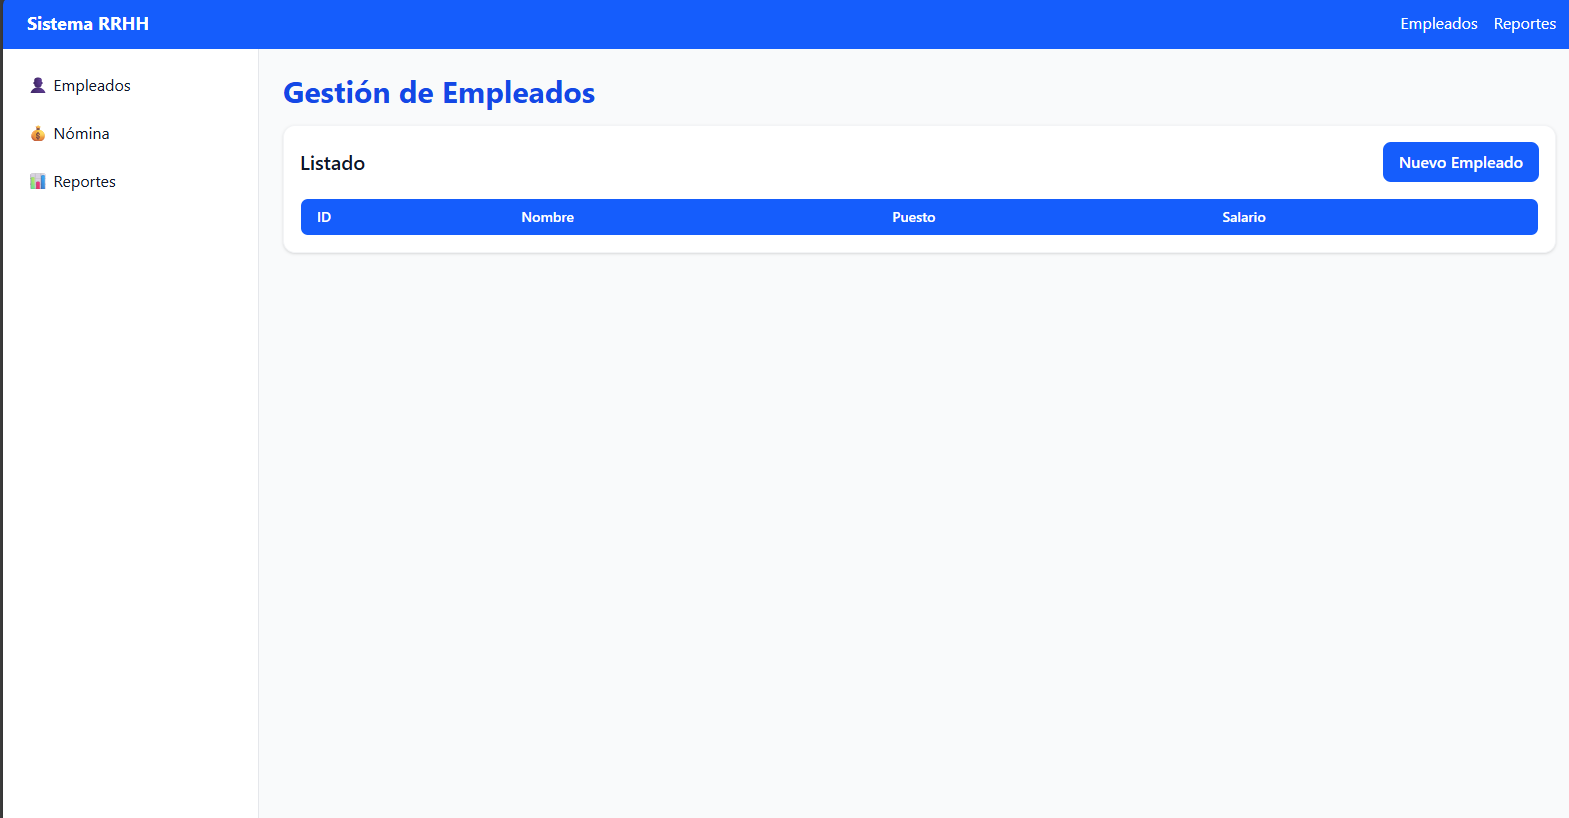 Sistema RRHH
Empleados Reportes
Empleados
Nómina
Reportes
Gestión de Empleados
Listado
Nuevo Empleado
ID Nombre Puesto Salario